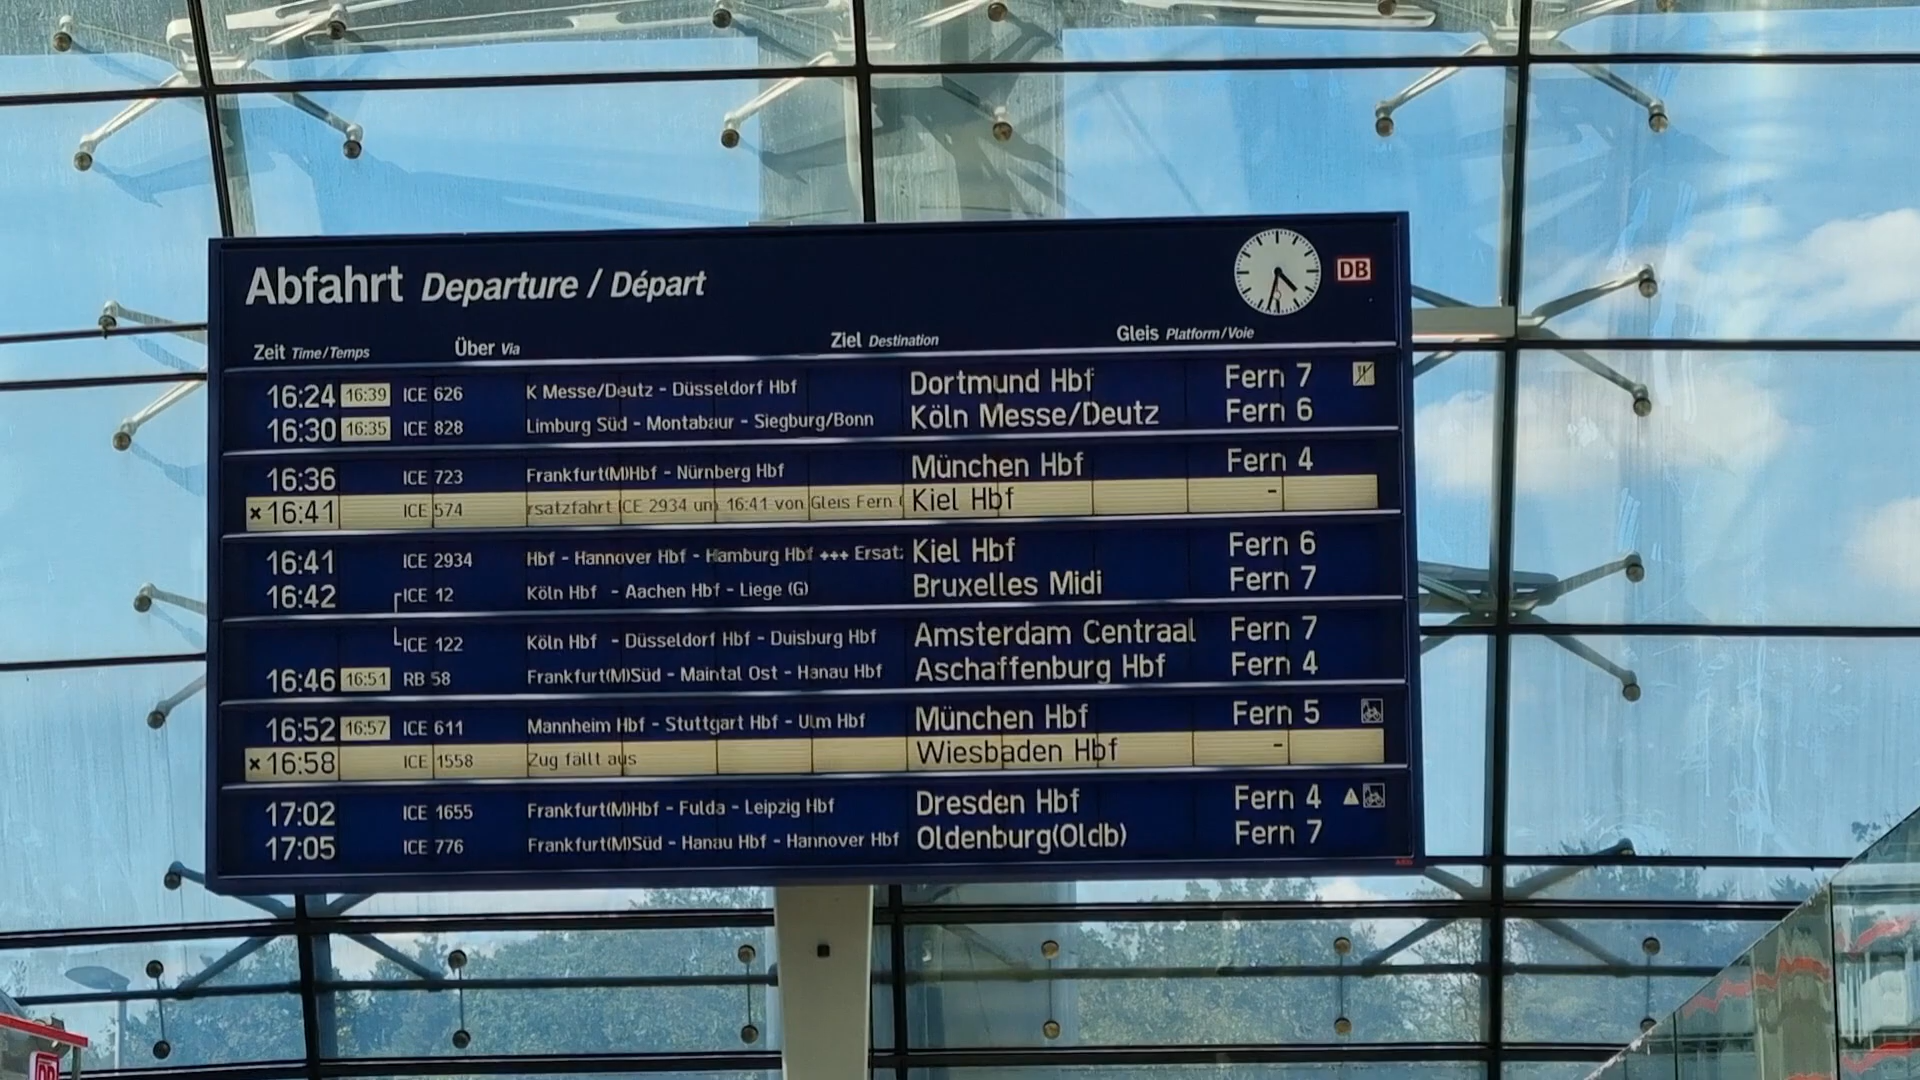 Abfahrt Departure / Départ DB
Zeit Time/Temps Über Via Ziel Destination Gleis Platform/Voie
16:24 16:39 ICE 626 K Messe/Deutz - Düsseldorf Hbf Dortmund Hbf Fern 7
16:30 16:35 ICE 828 Limburg Süd - Montabaur - Siegburg/Bonn Köln Messe/Deutz Fern 6
16:36 ICE 723 Frankfurt(M)Hbf - Nürnberg Hbf München Hbf Fern 4
× 16:41 ICE 574 rsatzfahrt ICE 2934 um 16:41 von Gleis Fern Kiel Hbf -
16:41 ICE 2934 Hbf - Hannover Hbf - Hamburg Hbf +++ Ersatz Kiel Hbf Fern 6
16:42 ICE 12 Köln Hbf - Aachen Hbf - Liege (G) Bruxelles Midi Fern 7
ICE 122 Köln Hbf - Düsseldorf Hbf - Duisburg Hbf Amsterdam Centraal Fern 7
16:46 16:51 RB 58 Frankfurt(M)Süd - Maintal Ost - Hanau Hbf Aschaffenburg Hbf Fern 4
16:52 16:57 ICE 611 Mannheim Hbf - Stuttgart Hbf - Ulm Hbf München Hbf Fern 5
× 16:58 ICE 1558 Zug fällt aus Wiesbaden Hbf -
17:02 ICE 1655 Frankfurt(M)Hbf - Fulda - Leipzig Hbf Dresden Hbf Fern 4
17:05 ICE 776 Frankfurt(M)Süd - Hanau Hbf - Hannover Hbf Oldenburg(Oldb) Fern 7
DB